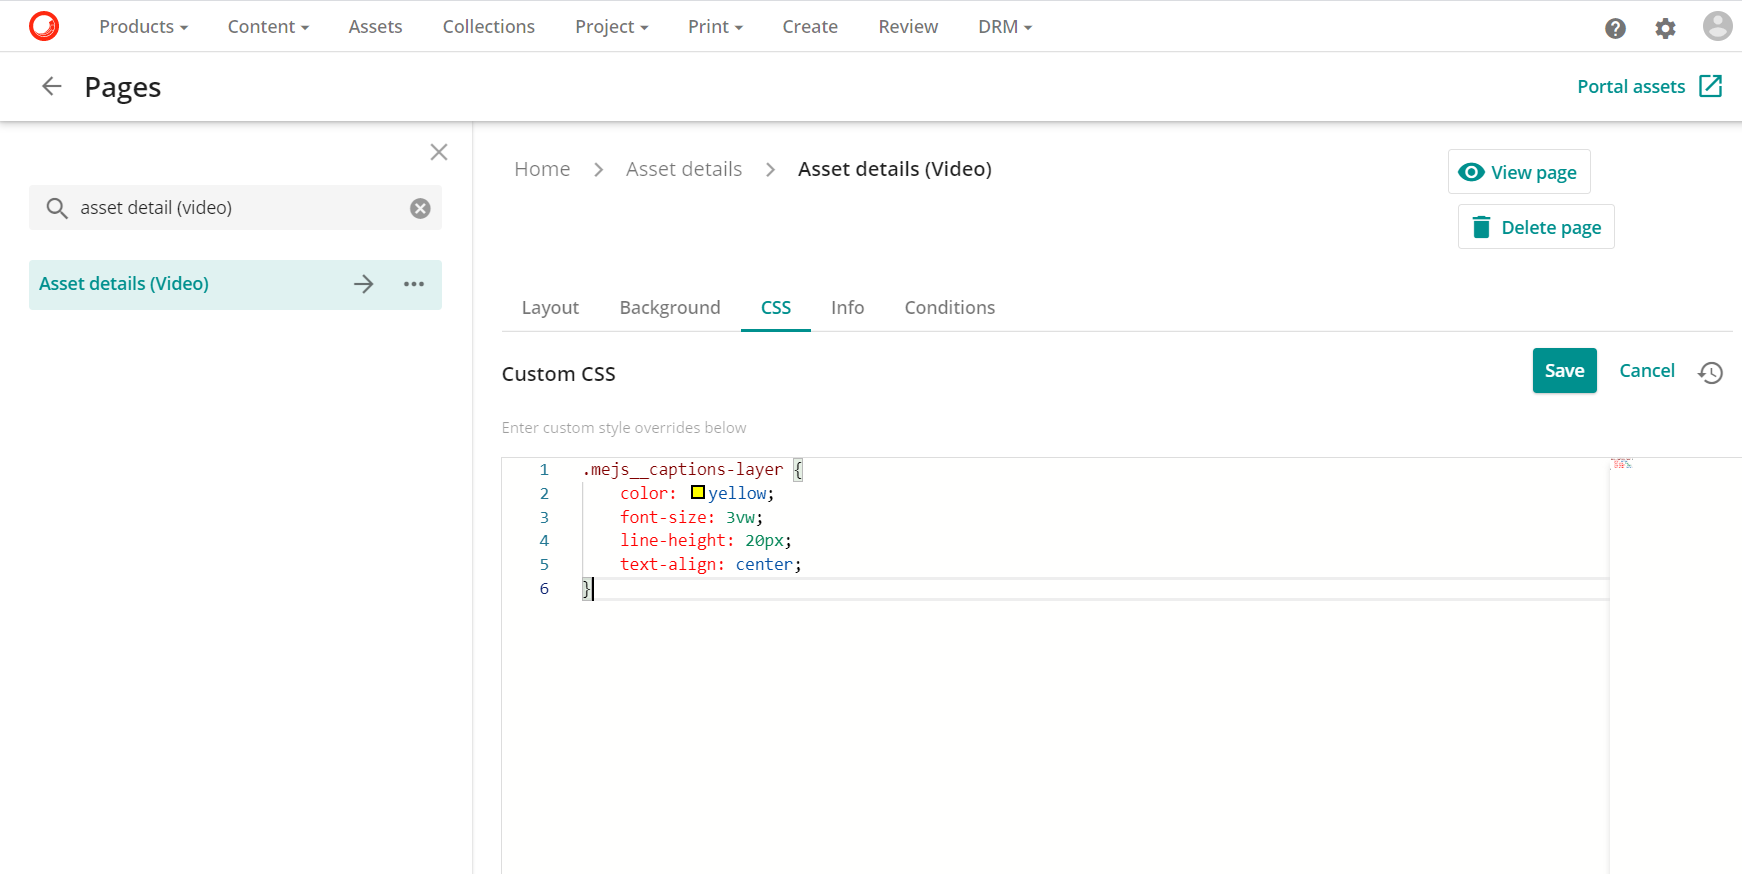 Products Content Assets Collections Project Print Create Review DRM
Pages
Portal assets
asset detail (video)
Asset details (Video)
Home > Asset details > Asset details (Video)
View page
Delete page
Layout Background CSS Info Conditions
Custom CSS
Save Cancel
Enter custom style overrides below
1 .mejs__captions-layer {
2 color: yellow;
3 font-size: 3vw;
4 line-height: 20px;
5 text-align: center;
6 }